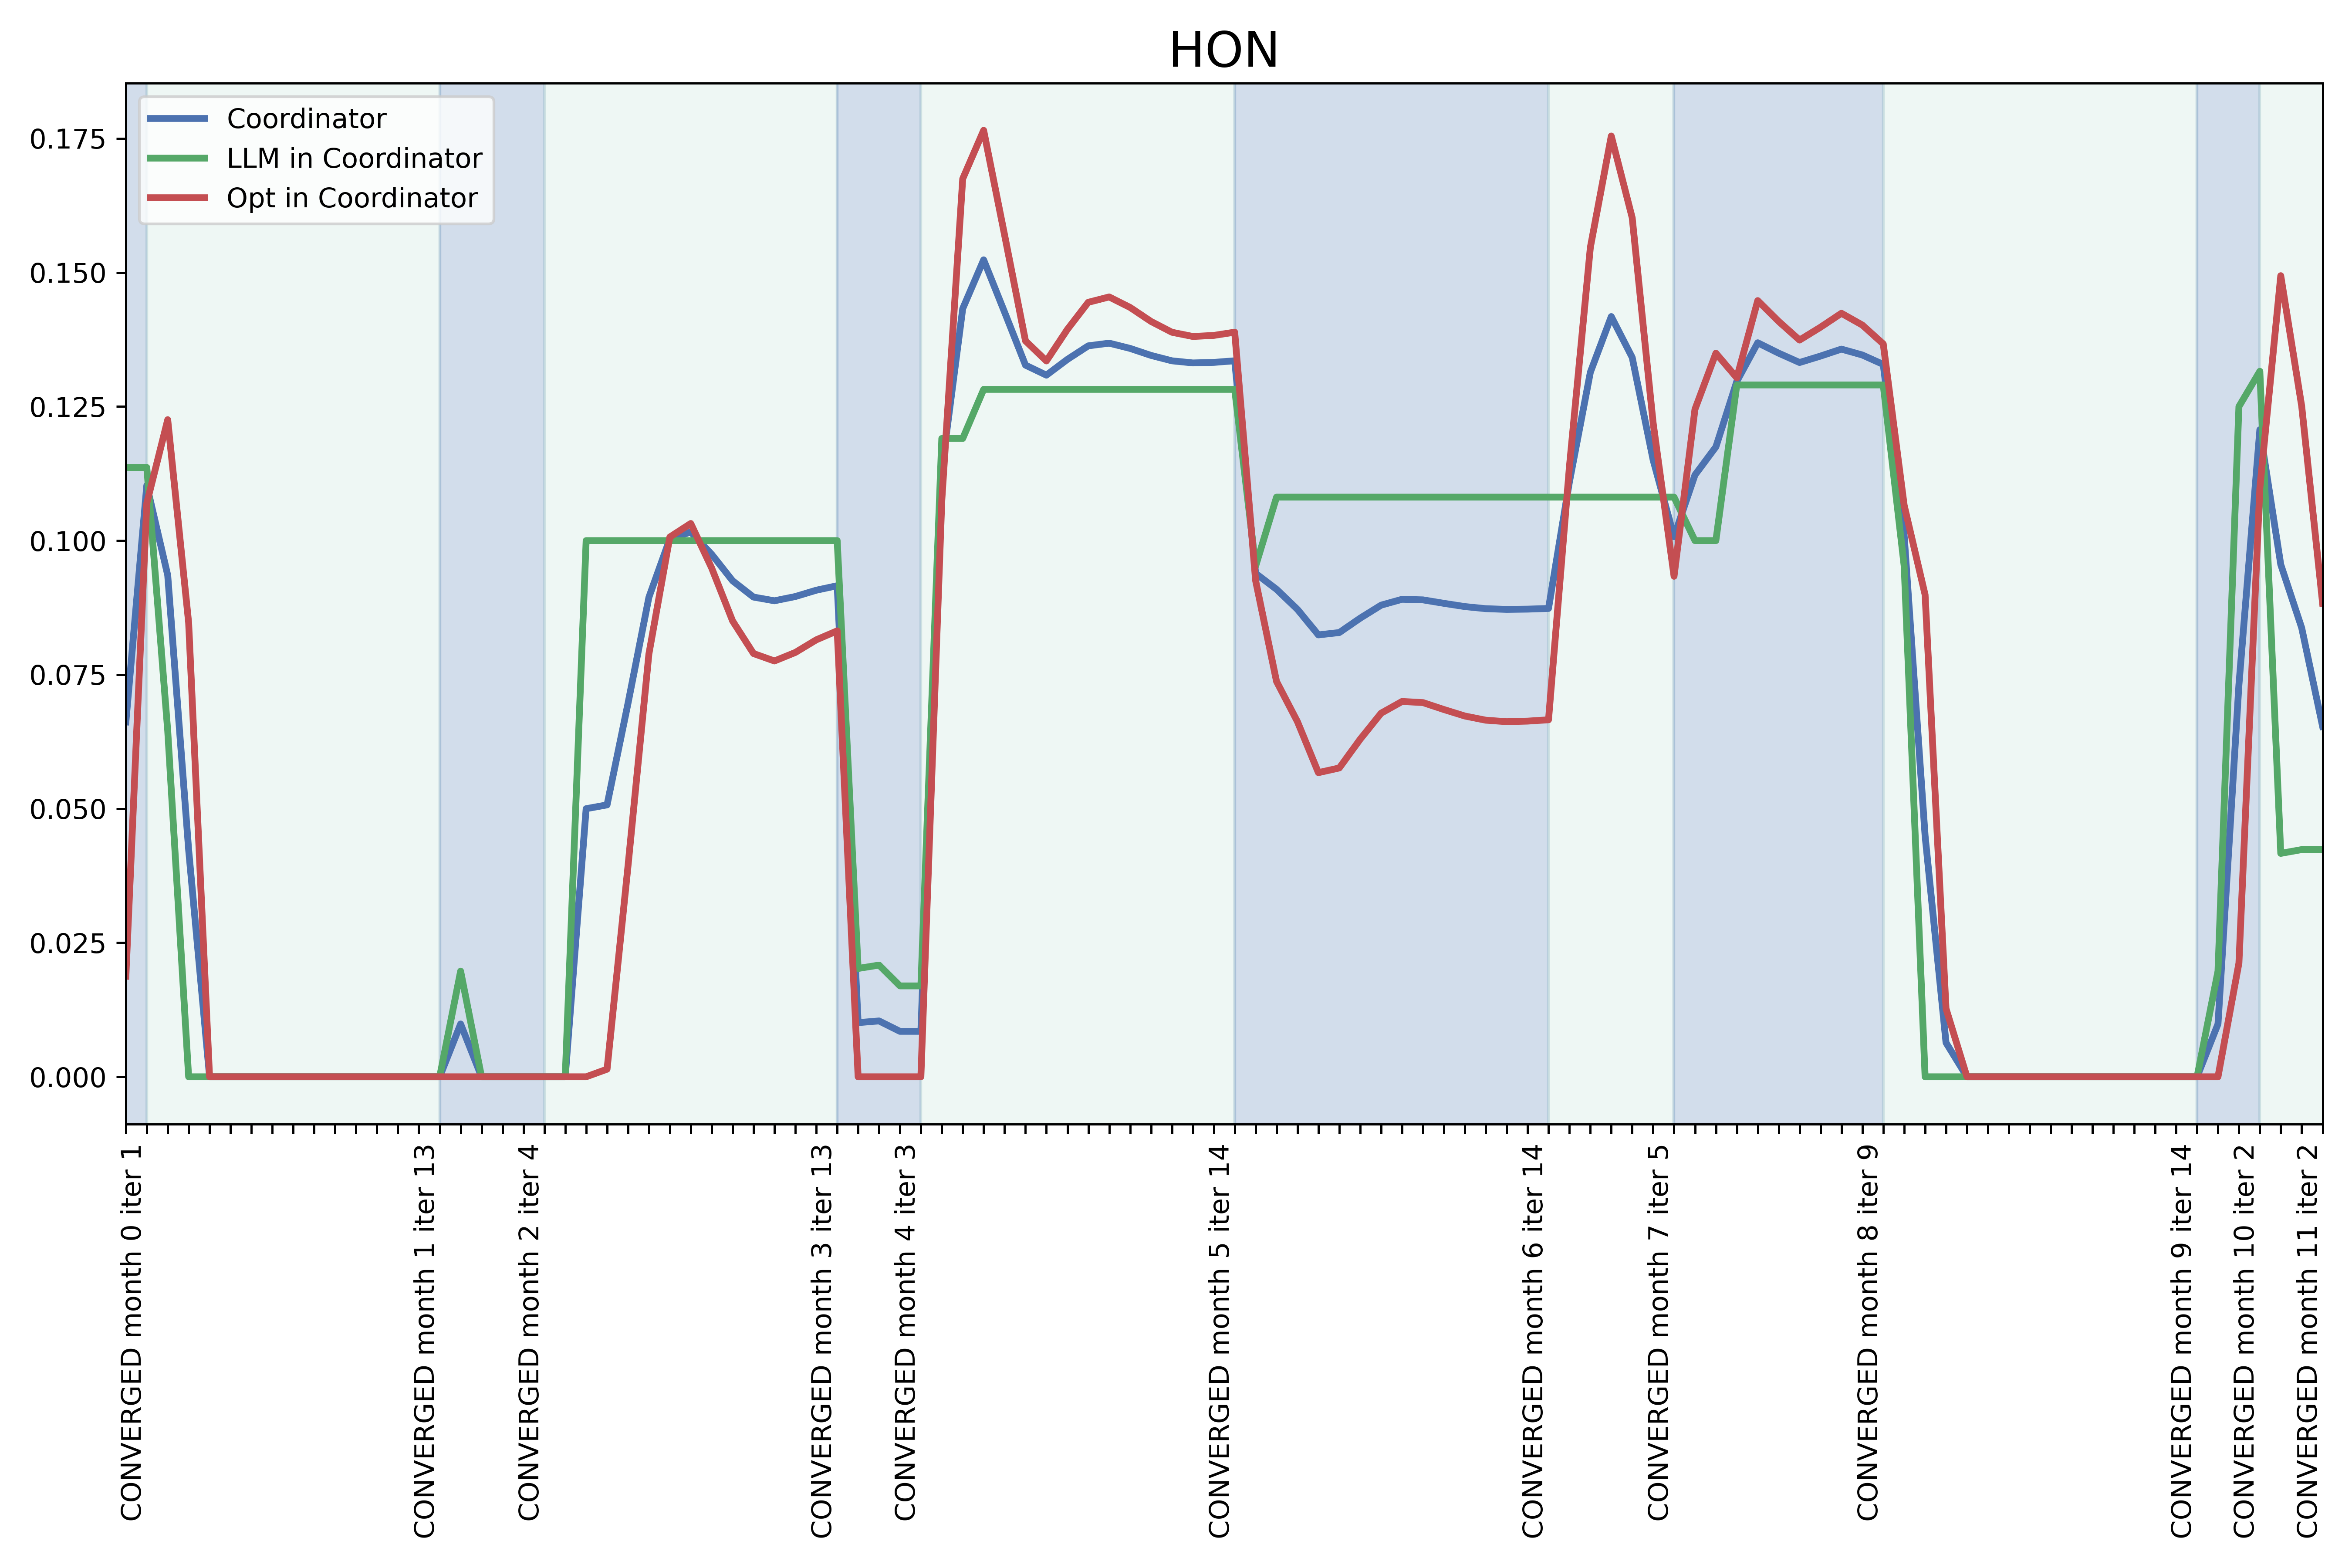 HON
Coordinator
LLM in Coordinator
Opt in Coordinator
0.175
0.150
0.125
0.100
0.075
0.050
0.025
0.000
CONVERGED month 0 iter 1
CONVERGED month 1 iter 13
CONVERGED month 2 iter 4
CONVERGED month 3 iter 13
CONVERGED month 4 iter 3
CONVERGED month 5 iter 14
CONVERGED month 6 iter 14
CONVERGED month 7 iter 5
CONVERGED month 8 iter 9
CONVERGED month 9 iter 14
CONVERGED month 10 iter 2
CONVERGED month 11 iter 2